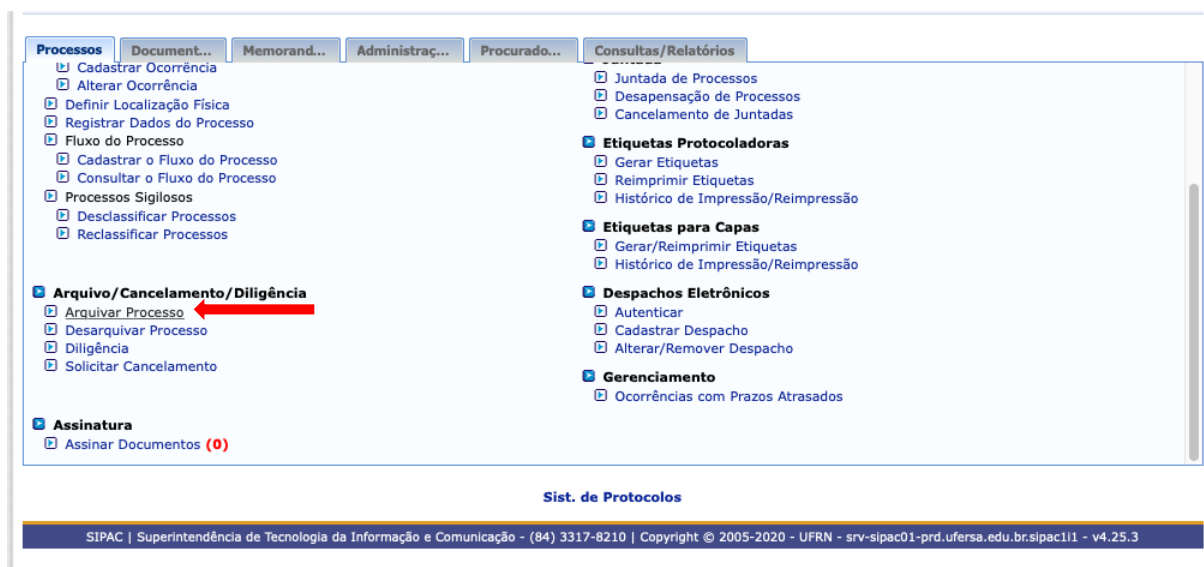 Processos
Document...
Memorand...
Administraç...
Procurado...
Consultas/Relatórios
Cadastrar Ocorrência
Alterar Ocorrência
Definir Localização Física
Registrar Dados do Processo
Fluxo do Processo
Cadastrar o Fluxo do Processo
Consultar o Fluxo do Processo
Processos Sigilosos
Desclassificar Processos
Reclassificar Processos
Arquivo/Cancelamento/Diligência
Arquivar Processo
Desarquivar Processo
Diligência
Solicitar Cancelamento
Assinatura
Assinar Documentos (0)
Juntada
Juntada de Processos
Desapensação de Processos
Cancelamento de Juntadas
Etiquetas Protocoladoras
Gerar Etiquetas
Reimprimir Etiquetas
Histórico de Impressão/Reimpressão
Etiquetas para Capas
Gerar/Reimprimir Etiquetas
Histórico de Impressão/Reimpressão
Despachos Eletrônicos
Autenticar
Cadastrar Despacho
Alterar/Remover Despacho
Gerenciamento
Ocorrências com Prazos Atrasados
Sist. de Protocolos
SIPAC | Superintendência de Tecnologia da Informação e Comunicação - (84) 3317-8210 | Copyright © 2005-2020 - UFRN - srv-sipac01-prd.ufersa.edu.br.sipac1i1 - v4.25.3